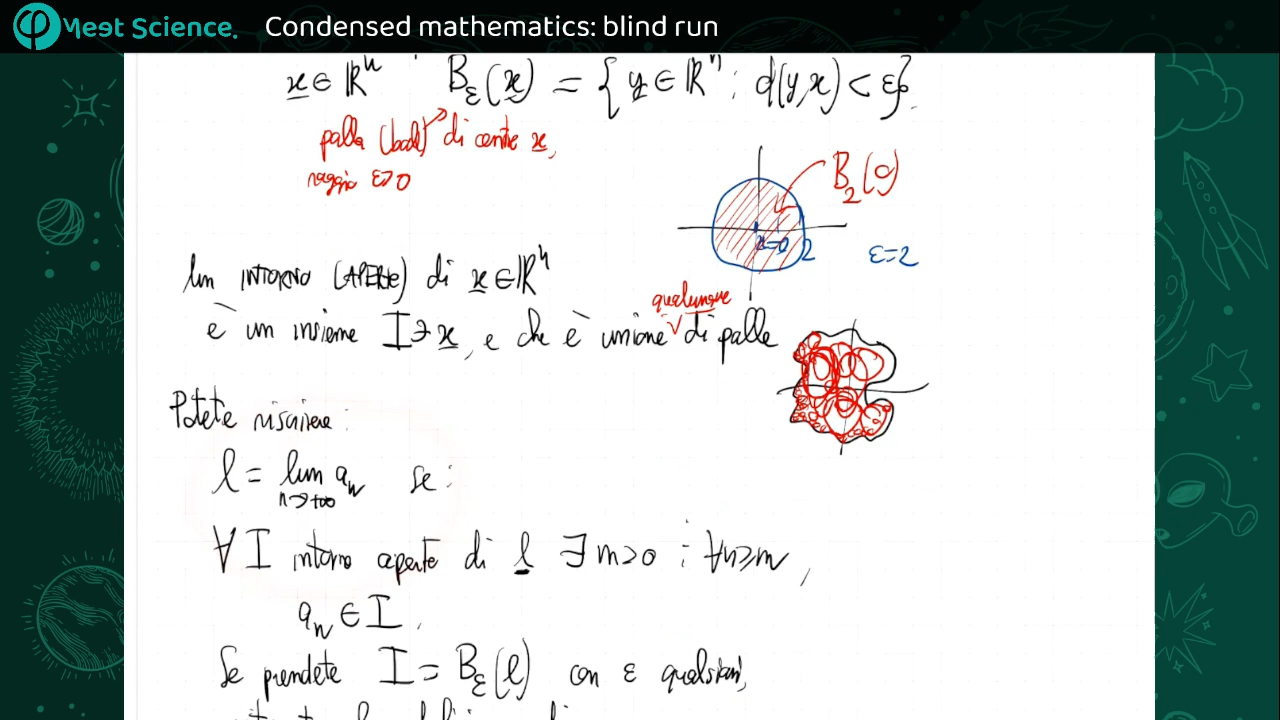 Meet Science.
Condensed mathematics: blind run
x ∈ ℝⁿ : B_ε(x) = { y ∈ ℝⁿ : d(y,x) < ε }.
palla (ball) di centro x,
raggio ε>0
B₂(0)
x=0 2
ε=2
Un INTORNO (APERTO) di x ∈ ℝⁿ
qualunque
è un insieme I ∋ x, e che è unione √ di palle
Potete riscrivere :
l = lim aₙ se :
n→+∞
∀ I intorno aperto di l ∃ m>0 : ∀n≥m,
aₙ ∈ I.
Se prendete I = B_ε(l) con ε qualsiasi,